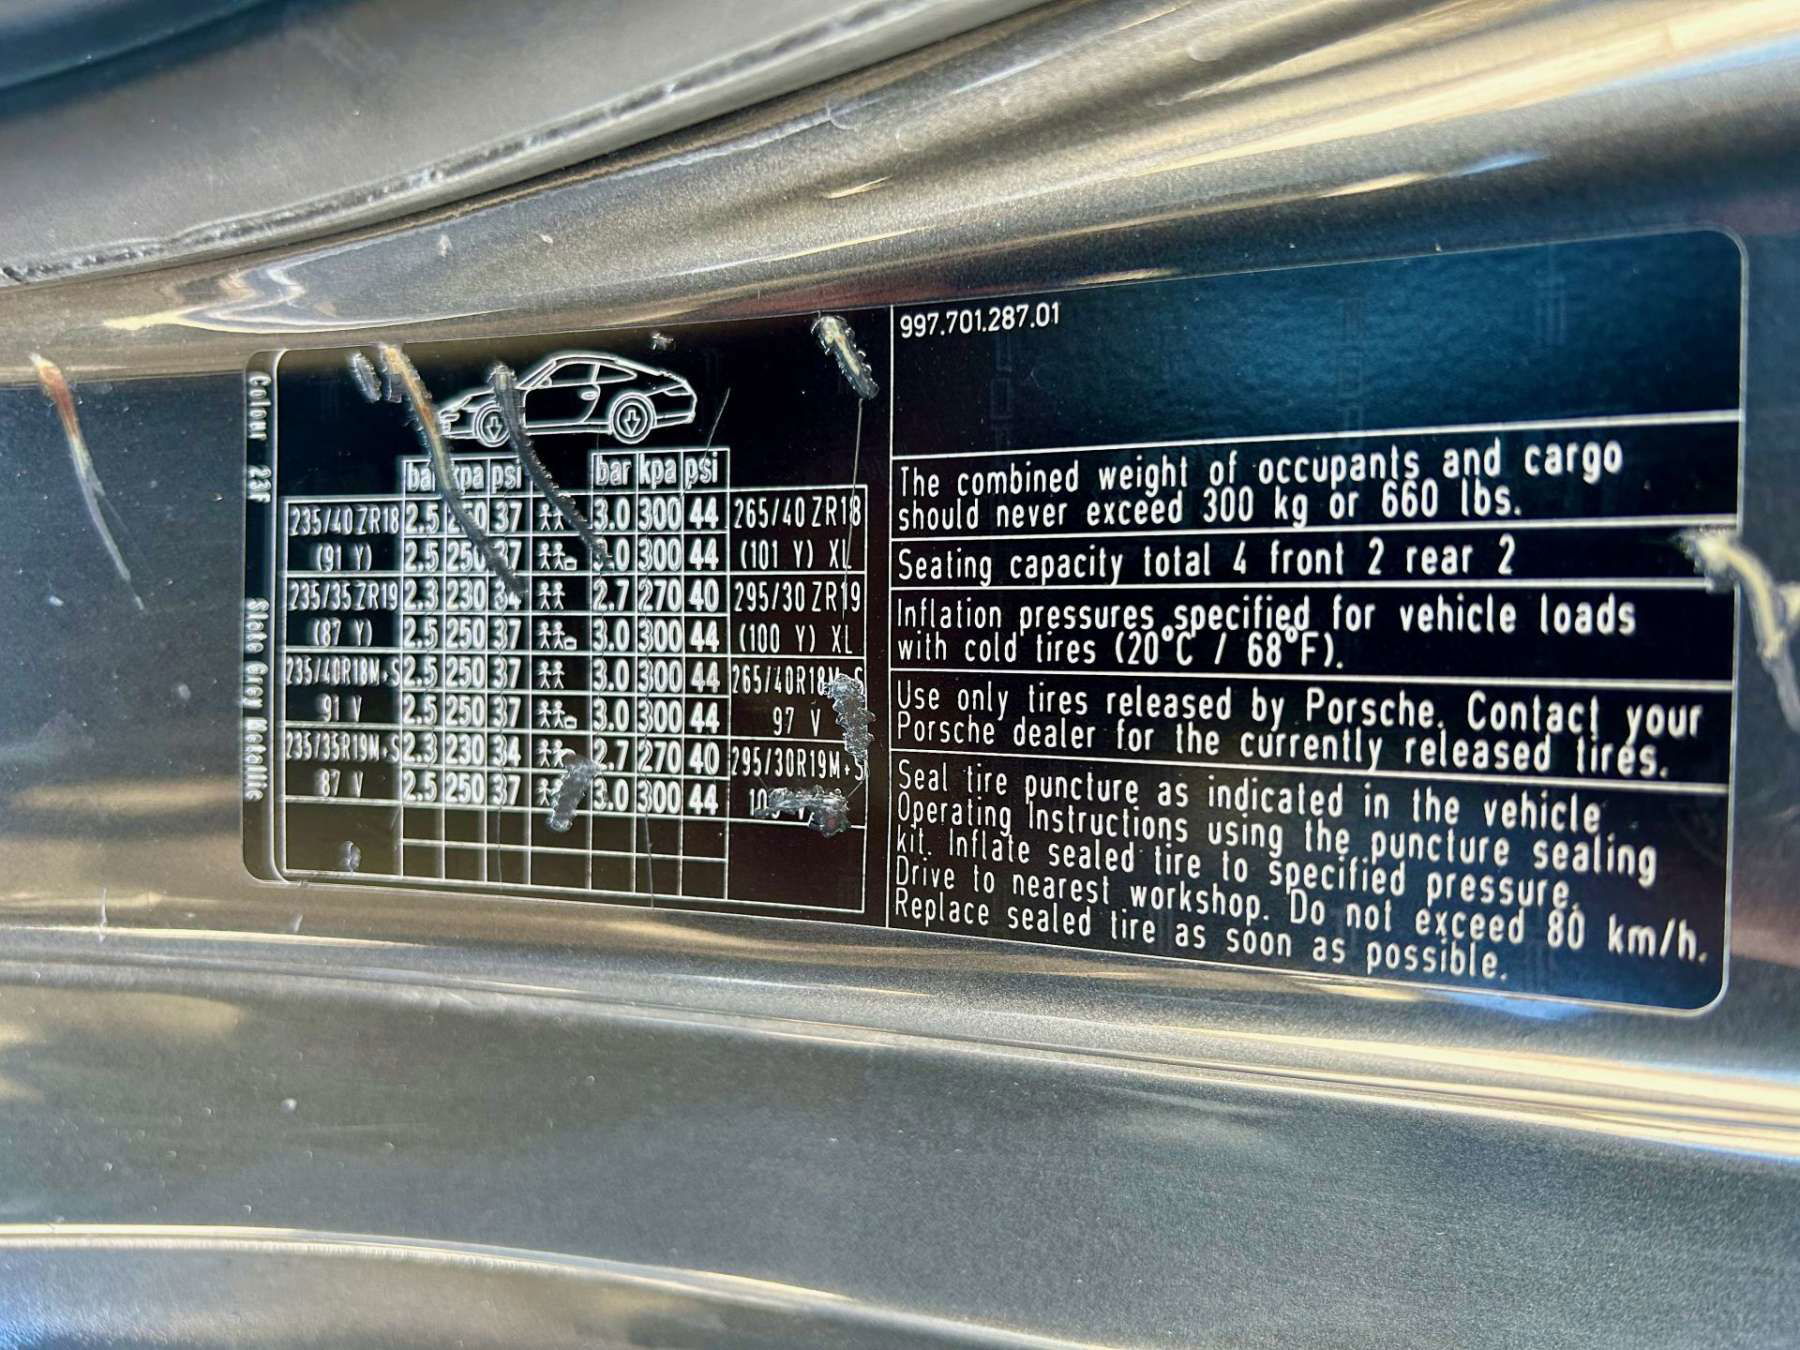 Colour 23F Slate Grey Metallic
bar kpa psi bar kpa psi
235/40 ZR18 2.5 250 37 3.0 300 44 265/40 ZR18
(91 Y) 2.5 250 37 3.0 300 44 (101 Y) XL
235/35 ZR19 2.3 230 34 2.7 270 40 295/30 ZR19
(87 Y) 2.5 250 37 3.0 300 44 (100 Y) XL
235/40R18M+S 2.5 250 37 3.0 300 44 265/40R18M+S
91 V 2.5 250 37 3.0 300 44 97 V
235/35R19M+S 2.3 230 34 2.7 270 40 295/30R19M+S
87 V 2.5 250 37 3.0 300 44
997.701.287.01
The combined weight of occupants and cargo
should never exceed 300 kg or 660 lbs.
Seating capacity total 4 front 2 rear 2
Inflation pressures specified for vehicle loads
with cold tires (20°C / 68°F).
Use only tires released by Porsche. Contact your
Porsche dealer for the currently released tires.
Seal tire puncture as indicated in the vehicle
Operating Instructions using the puncture sealing
kit. Inflate sealed tire to specified pressure.
Drive to nearest workshop. Do not exceed 80 km/h.
Replace sealed tire as soon as possible.